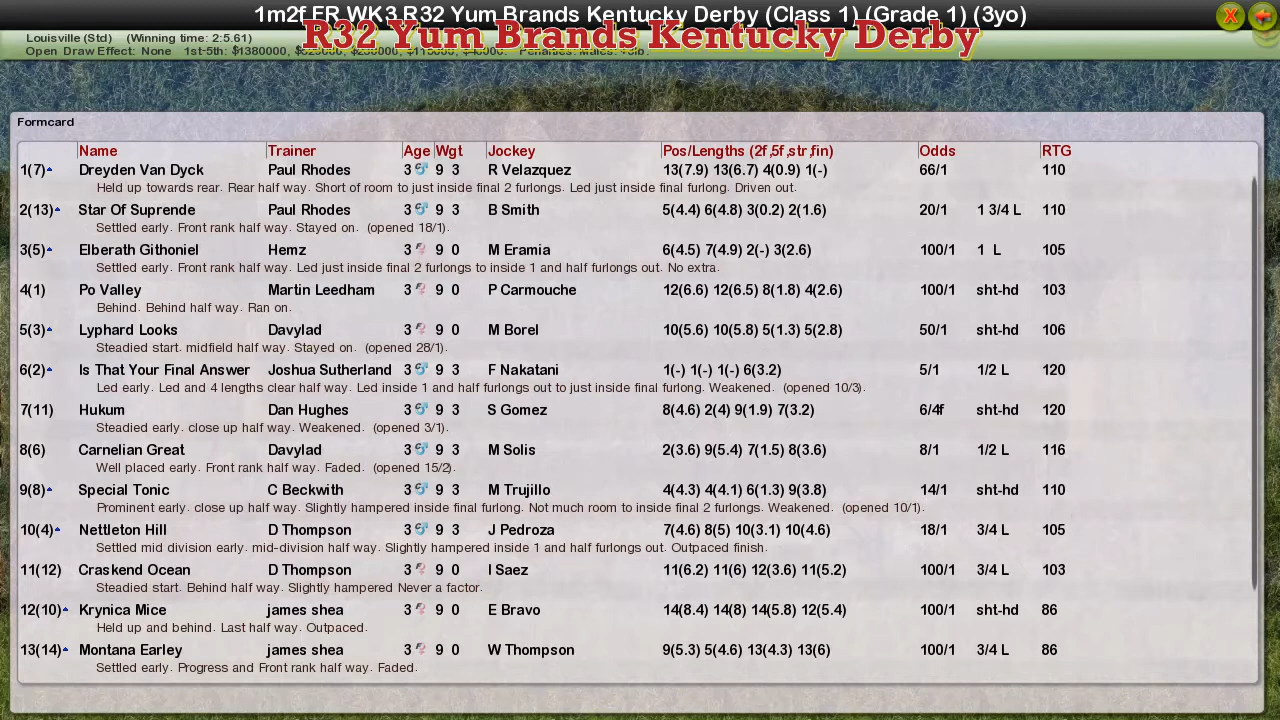 1m2f FR WK3 R32 Yum Brands Kentucky Derby (Class 1) (Grade 1) (3yo)
R32 Yum Brands Kentucky Derby
Louisville (Std) (Winning time: 2:5.61)
Open Draw Effect: None 1st-5th: $1380000,
Formcard
Name Trainer Age Wgt Jockey Pos/Lengths (2f,5f,str,fin) Odds RTG
1(7) Dreyden Van Dyck Paul Rhodes 3 9 3 R Velazquez 13(7.9) 13(6.7) 4(0.9) 1(-) 66/1 110
Held up towards rear. Rear half way. Short of room to just inside final 2 furlongs. Led just inside final furlong. Driven out.
2(13) Star Of Suprende Paul Rhodes 3 9 3 B Smith 5(4.4) 6(4.8) 3(0.2) 2(1.6) 20/1 1 3/4 L 110
Settled early. Front rank half way. Stayed on. (opened 18/1).
3(5) Elberath Githoniel Hemz 3 9 0 M Eramia 6(4.5) 7(4.9) 2(-) 3(2.6) 100/1 1 L 105
Settled early. Front rank half way. Led just inside final 2 furlongs to inside 1 and half furlongs out. No extra.
4(1) Po Valley Martin Leedham 3 9 0 P Carmouche 12(6.6) 12(6.5) 8(1.8) 4(2.6) 100/1 sht-hd 103
Behind. Behind half way. Ran on.
5(3) Lyphard Looks Davylad 3 9 0 M Borel 10(5.6) 10(5.8) 5(1.3) 5(2.8) 50/1 sht-hd 106
Steadied start. midfield half way. Stayed on. (opened 28/1).
6(2) Is That Your Final Answer Joshua Sutherland 3 9 3 F Nakatani 1(-) 1(-) 1(-) 6(3.2) 5/1 1/2 L 120
Led early. Led and 4 lengths clear half way. Led inside 1 and half furlongs out to just inside final furlong. Weakened. (opened 10/3).
7(11) Hukum Dan Hughes 3 9 3 S Gomez 8(4.6) 2(4) 9(1.9) 7(3.2) 6/4f sht-hd 120
Steadied early. close up half way. Weakened. (opened 3/1).
8(6) Carnelian Great Davylad 3 9 3 M Solis 2(3.6) 9(5.4) 7(1.5) 8(3.6) 8/1 1/2 L 116
Well placed early. Front rank half way. Faded. (opened 15/2).
9(8) Special Tonic C Beckwith 3 9 3 M Trujillo 4(4.3) 4(4.1) 6(1.3) 9(3.8) 14/1 sht-hd 110
Prominent early. close up half way. Slightly hampered inside final furlong. Not much room to inside final 2 furlongs. Weakened. (opened 10/1).
10(4) Nettleton Hill D Thompson 3 9 3 J Pedroza 7(4.6) 8(5) 10(3.1) 10(4.6) 18/1 3/4 L 105
Settled mid division early. mid-division half way. Slightly hampered inside 1 and half furlongs out. Outpaced finish.
11(12) Craskend Ocean D Thompson 3 9 0 I Saez 11(6.2) 11(6) 12(3.6) 11(5.2) 100/1 3/4 L 103
Steadied start. Behind half way. Slightly hampered Never a factor.
12(10) Krynica Mice james shea 3 9 0 E Bravo 14(8.4) 14(8) 14(5.8) 12(5.4) 100/1 sht-hd 86
Held up and behind. Last half way. Outpaced.
13(14) Montana Earley james shea 3 9 0 W Thompson 9(5.3) 5(4.6) 13(4.3) 13(6) 100/1 3/4 L 86
Settled early. Progress and Front rank half way. Faded.